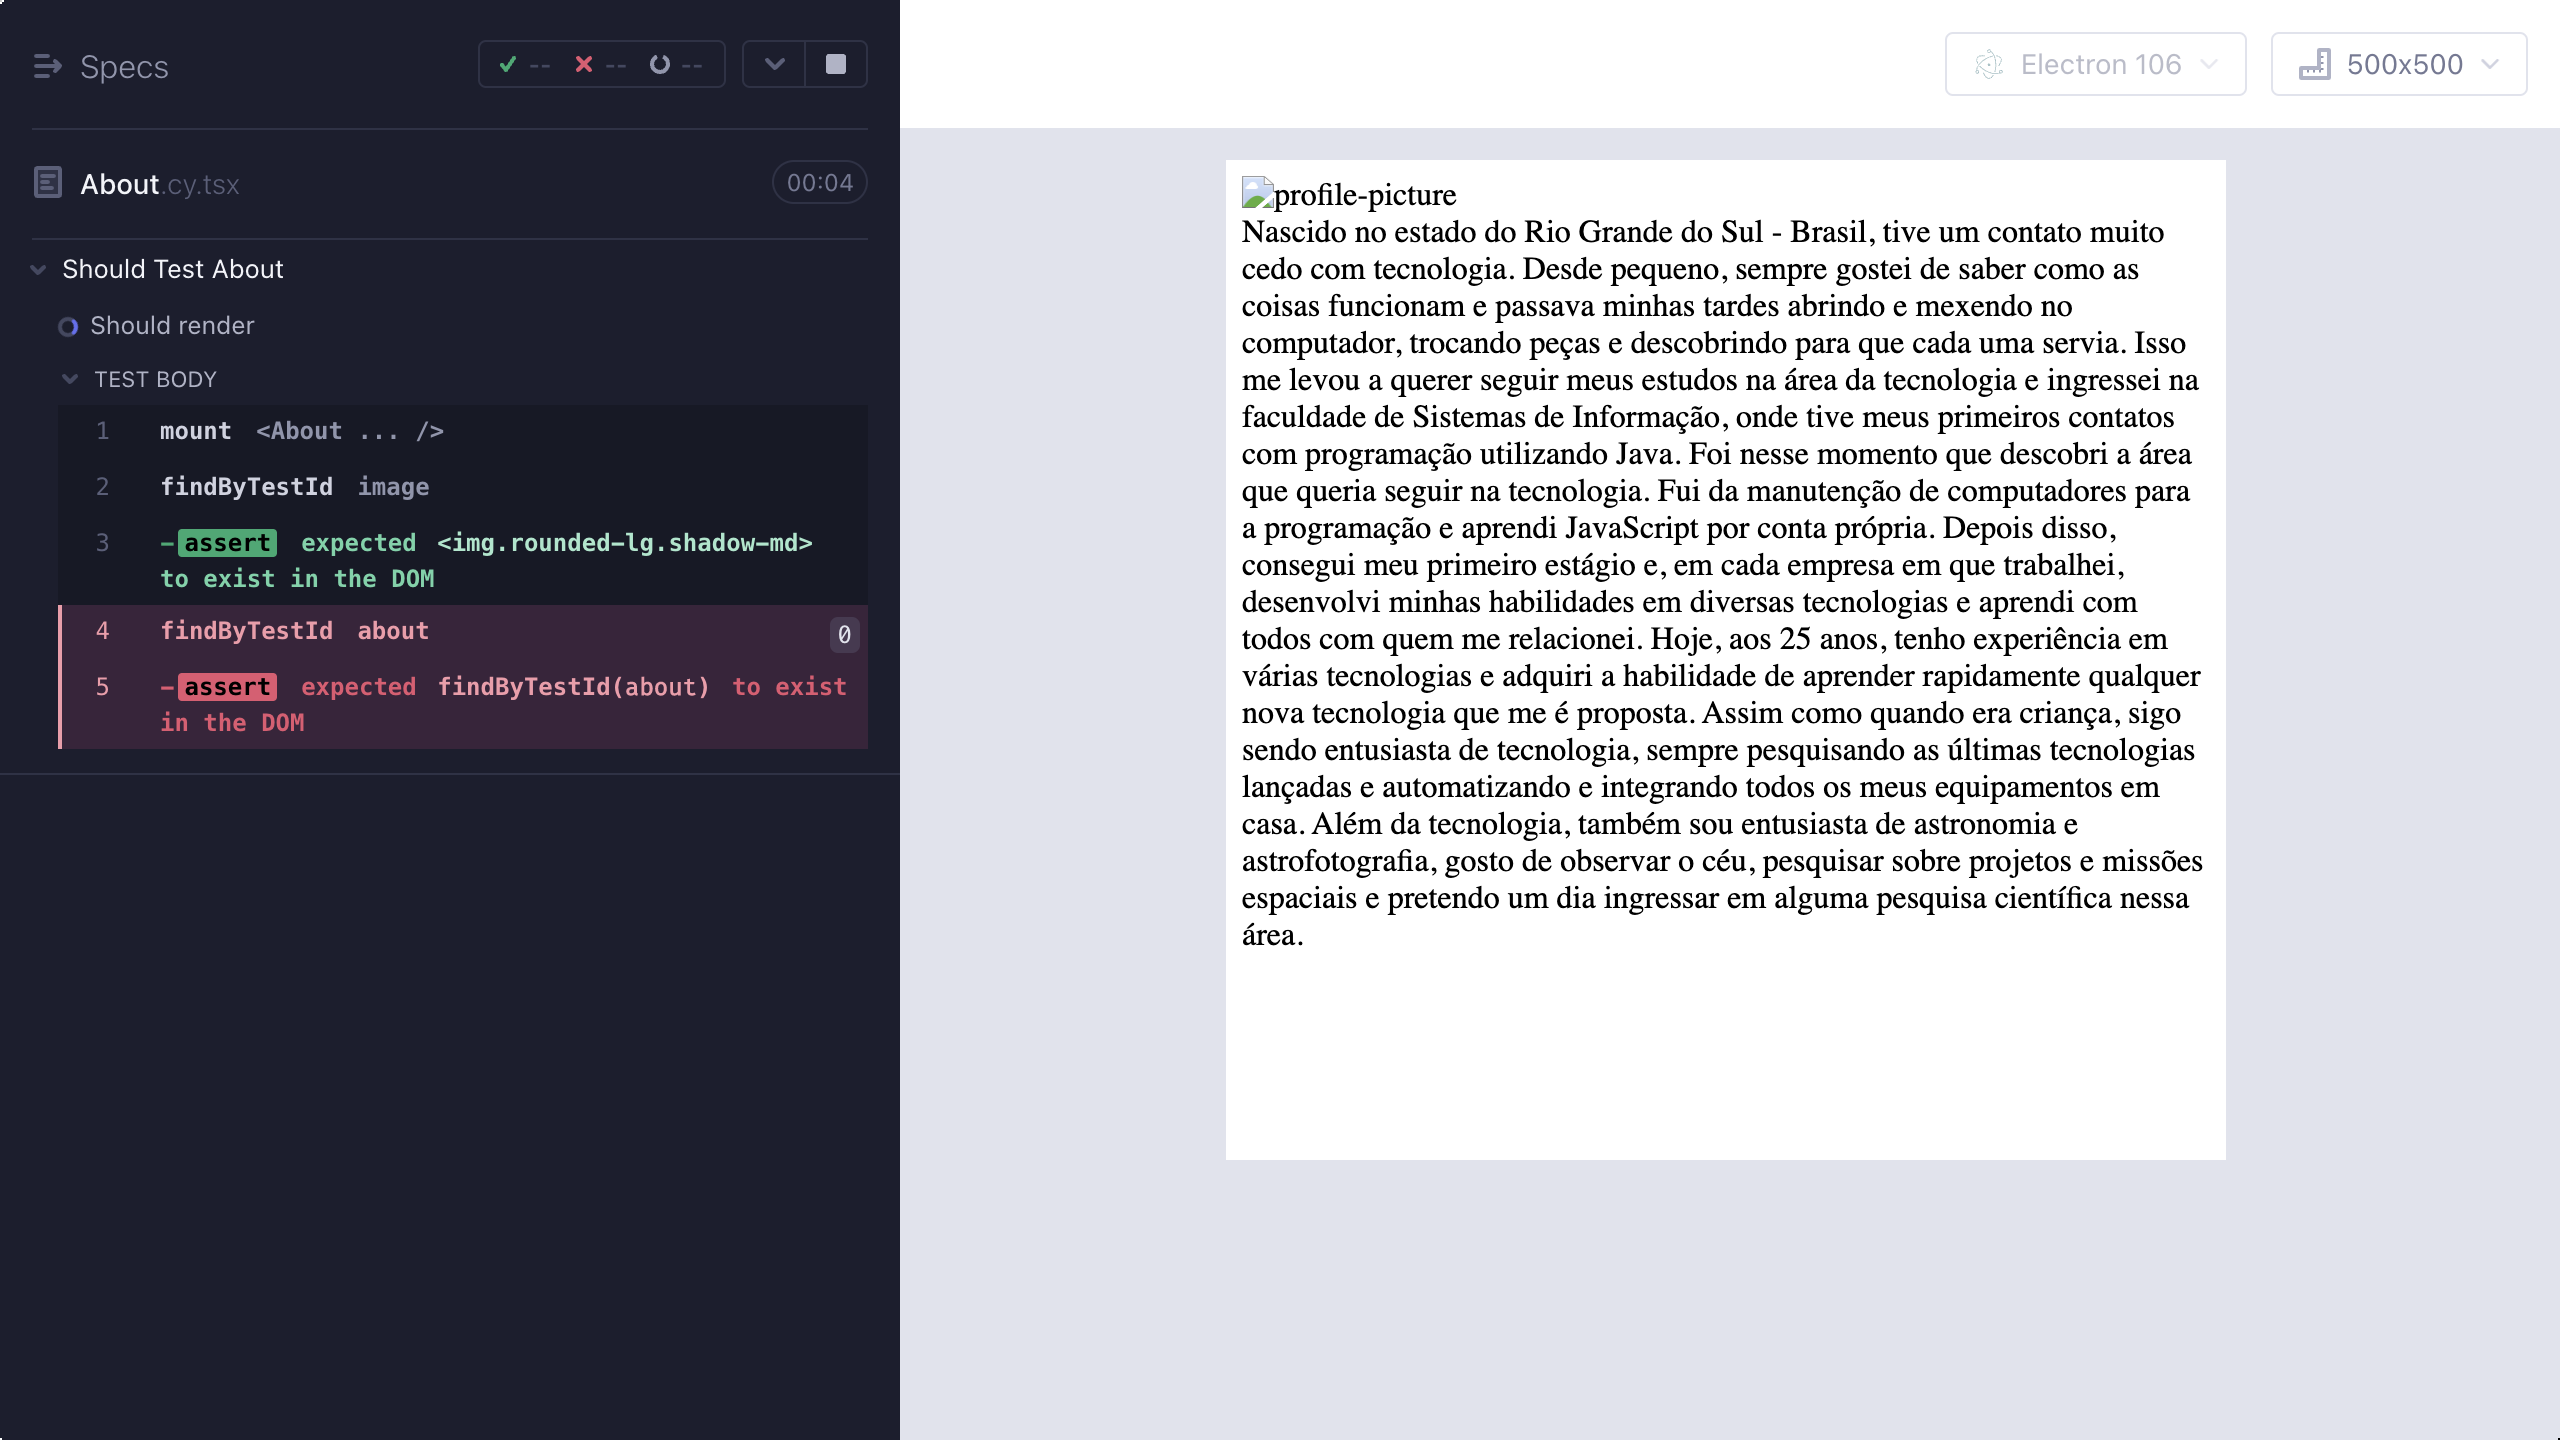 Specs
-- -- --
About.cy.tsx
00:04
Should Test About
Should render
TEST BODY
1 mount <About ... />
2 findByTestId image
3 -assert expected <img.rounded-lg.shadow-md>
to exist in the DOM
4 findByTestId about 0
5 -assert expected findByTestId(about) to exist
in the DOM
Electron 106
500x500
profile-picture
Nascido no estado do Rio Grande do Sul - Brasil, tive um contato muito
cedo com tecnologia. Desde pequeno, sempre gostei de saber como as
coisas funcionam e passava minhas tardes abrindo e mexendo no
computador, trocando peças e descobrindo para que cada uma servia. Isso
me levou a querer seguir meus estudos na área da tecnologia e ingressei na
faculdade de Sistemas de Informação, onde tive meus primeiros contatos
com programação utilizando Java. Foi nesse momento que descobri a área
que queria seguir na tecnologia. Fui da manutenção de computadores para
a programação e aprendi JavaScript por conta própria. Depois disso,
consegui meu primeiro estágio e, em cada empresa em que trabalhei,
desenvolvi minhas habilidades em diversas tecnologias e aprendi com
todos com quem me relacionei. Hoje, aos 25 anos, tenho experiência em
várias tecnologias e adquiri a habilidade de aprender rapidamente qualquer
nova tecnologia que me é proposta. Assim como quando era criança, sigo
sendo entusiasta de tecnologia, sempre pesquisando as últimas tecnologias
lançadas e automatizando e integrando todos os meus equipamentos em
casa. Além da tecnologia, também sou entusiasta de astronomia e
astrofotografia, gosto de observar o céu, pesquisar sobre projetos e missões
espaciais e pretendo um dia ingressar em alguma pesquisa científica nessa
área.